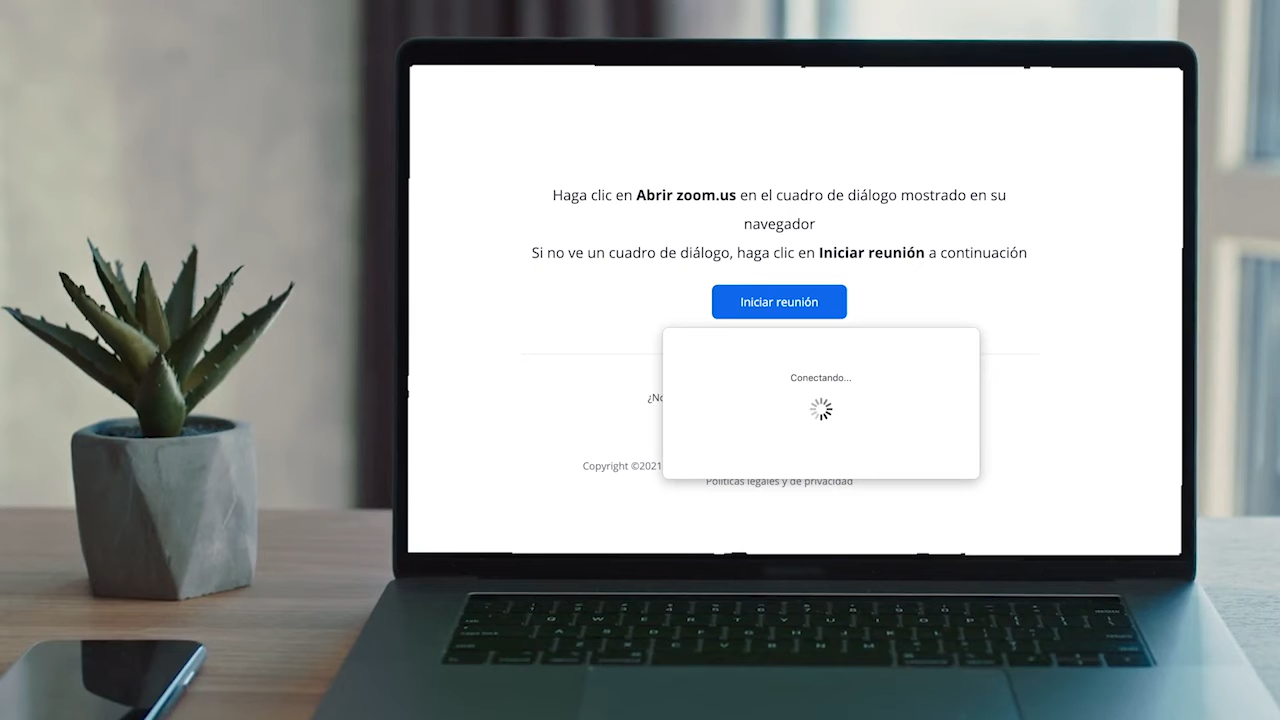 Haga clic en Abrir zoom.us en el cuadro de diálogo mostrado en su
navegador
Si no ve un cuadro de diálogo, haga clic en Iniciar reunión a continuación
Iniciar reunión
Conectando...
Copyright ©2021
Políticas legales y de privacidad